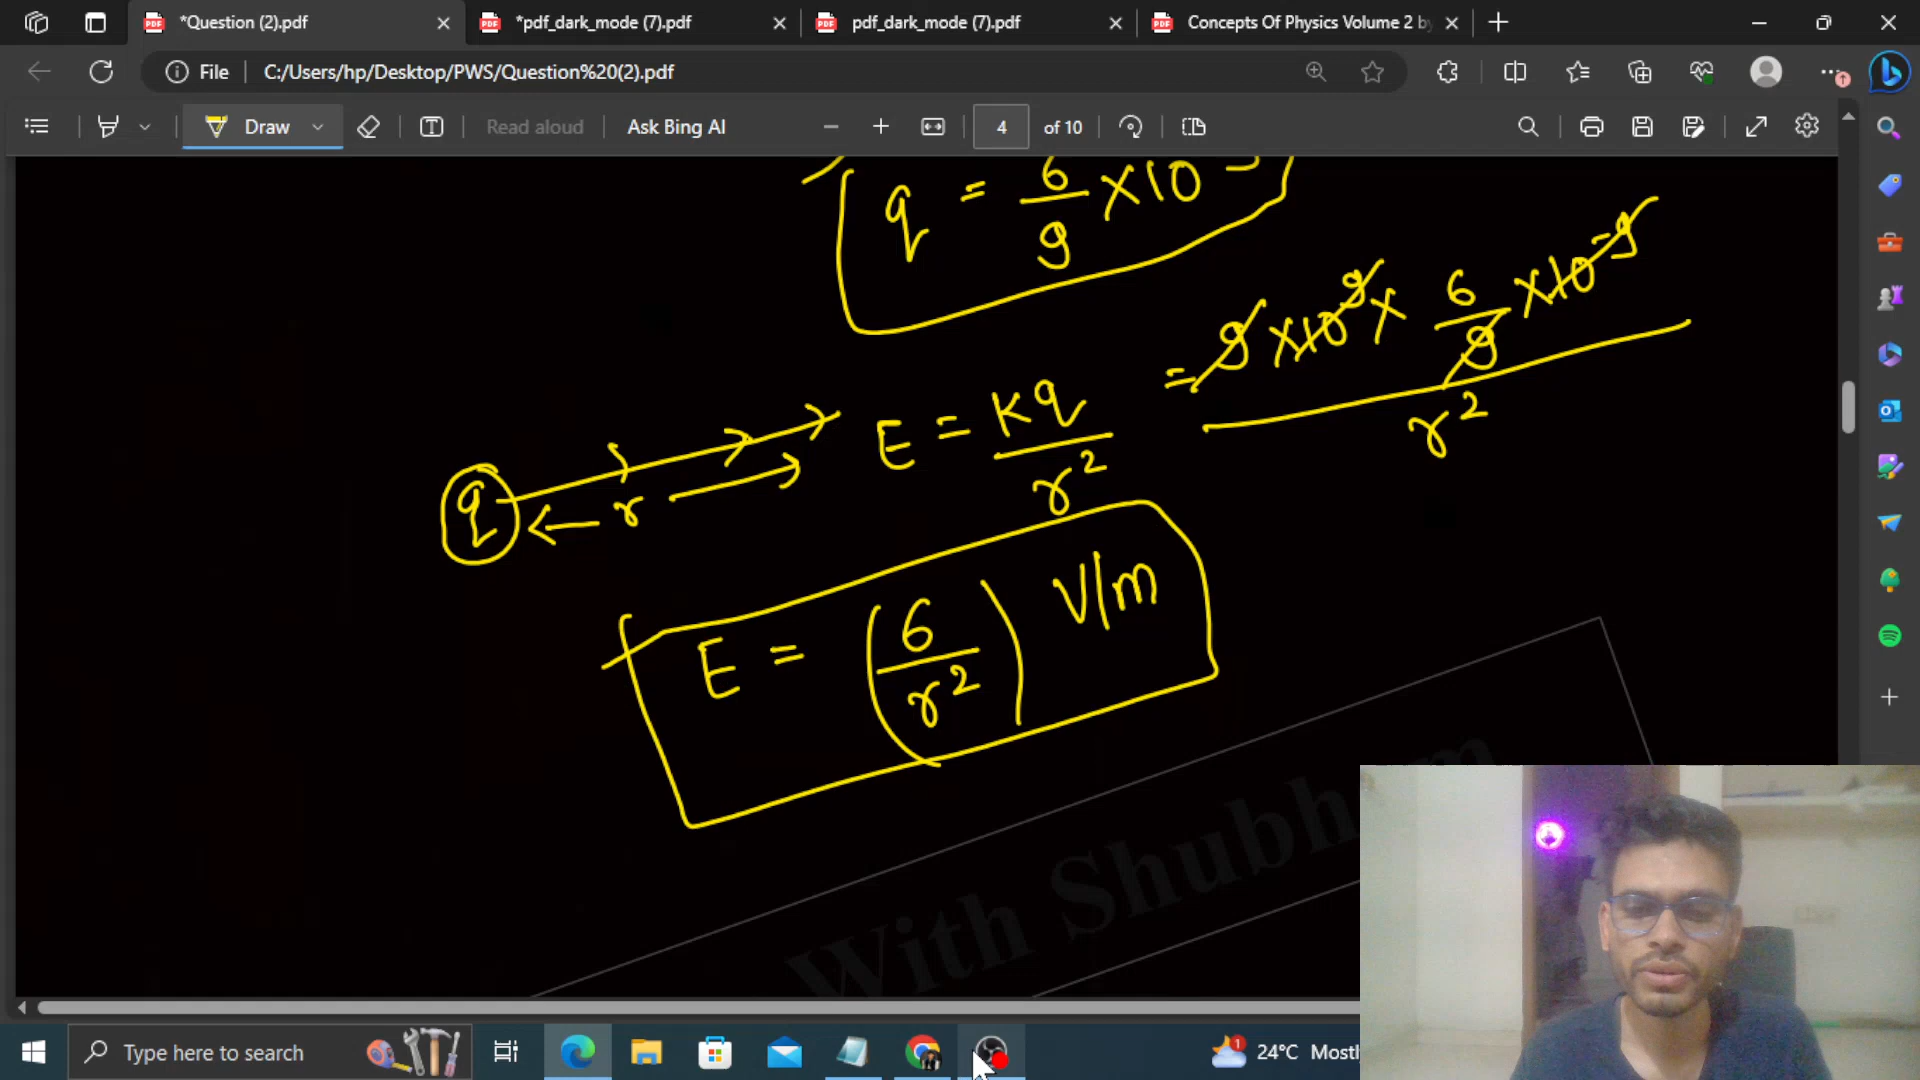 *Question (2).pdf
*pdf_dark_mode (7).pdf
pdf_dark_mode (7).pdf
Concepts Of Physics Volume 2 by
File
C:/Users/hp/Desktop/PWS/Question%20(2).pdf
Draw
Read aloud
Ask Bing AI
4
of 10
q = 6/9 × 10
= 9 × 10^9 × 6/9 × 10^-9
r^2
q
r
E = Kq/r^2
E = (6/r^2) V/m
With Shubh m
Type here to search
1
24°C Mostl